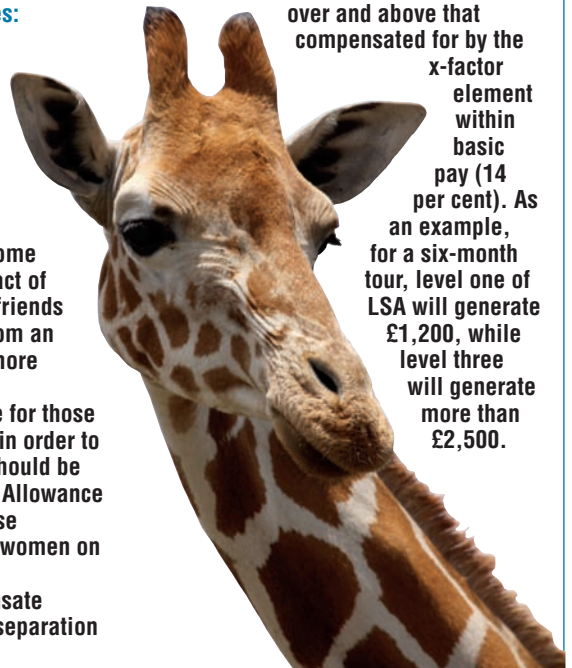 es:
ome
act of
friends
om an
more
e for those
in order to
hould be
Allowance
se
women on
sate
separation
over and above that
compensated for by the
x-factor
element
within
basic
pay (14
per cent). As
an example,
for a six-month
tour, level one of
LSA will generate
£1,200, while
level three
will generate
more than
£2,500.